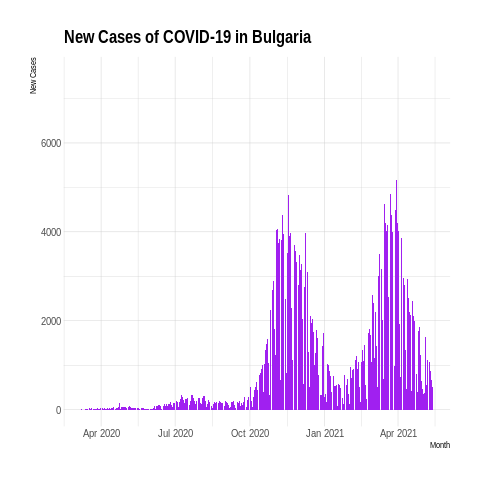 New Cases of COVID-19 in Bulgaria
New Cases
6000
4000
2000
0
Apr 2020 Jul 2020 Oct 2020 Jan 2021 Apr 2021
Month